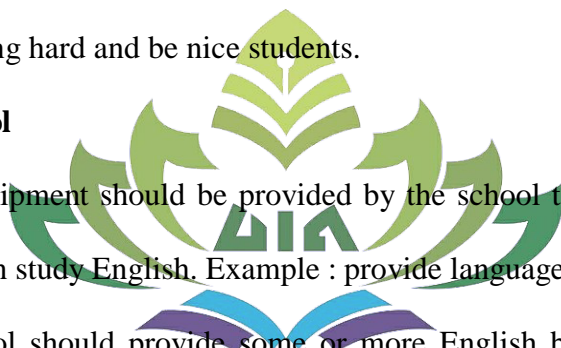 ng hard and be nice students.
ol
ipment should be provided by the school t
UIN
n study English. Example : provide language
ol should provide some or more English b